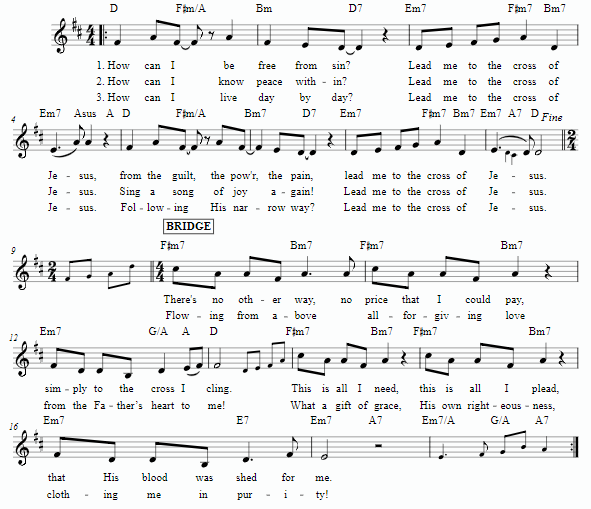 D F#m/A Bm D7 Em7 F#m7 Bm7
1. How can I be free from sin? Lead me to the cross of
2. How can I know peace with - in? Lead me to the cross of
3. How can I live day by day? Lead me to the cross of
4 Em7 Asus A D F#m/A Bm7 D7 Em7 F#m7 Bm7 Em7 A7 D Fine
Je - sus, from the guilt, the pow'r, the pain, lead me to the cross of Je - sus.
Je - sus. Sing a song of joy a - gain! Lead me to the cross of Je - sus.
Je - sus. Fol - low - ing His nar - row way? Lead me to the cross of Je - sus.
BRIDGE
9 F#m7 Bm7 F#m7 Bm7
There's no oth - er way, no price that I could pay,
Flow - ing from a - bove all - for - giv - ing love
12 Em7 G/A A D F#m7 Bm7 F#m7 Bm7
sim - ply to the cross I cling. This is all I need, this is all I plead,
from the Fa - ther's heart to me! What a gift of grace, His own right - eous - ness,
16 Em7 E7 Em7 A7 Em7/A G/A A7
that His blood was shed for me.
cloth - ing me in pur - i - ty!